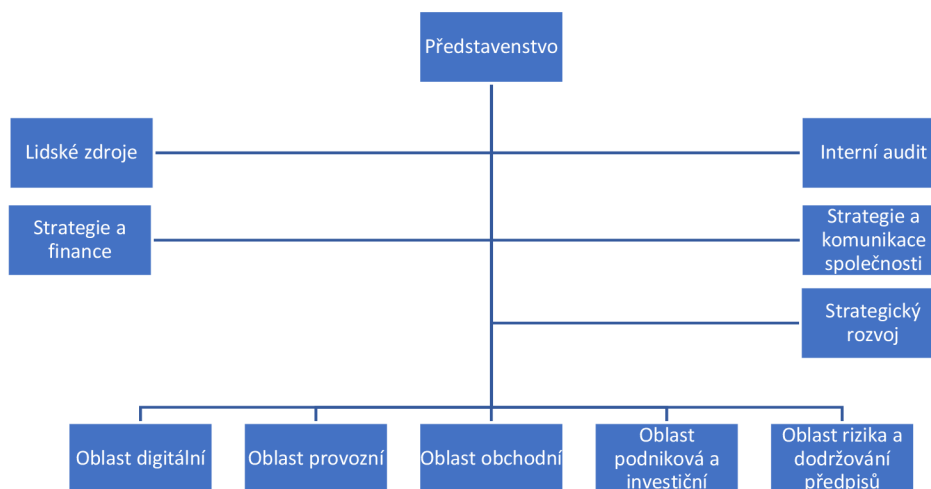 Představenstvo
Lidské zdroje
Interní audit
Strategie a
finance
Strategie a
komunikace
společnosti
Strategický
rozvoj
Oblast digitální
Oblast provozní
Oblast obchodní
Oblast
podniková a
investiční
Oblast rizika a
dodržování
předpisů